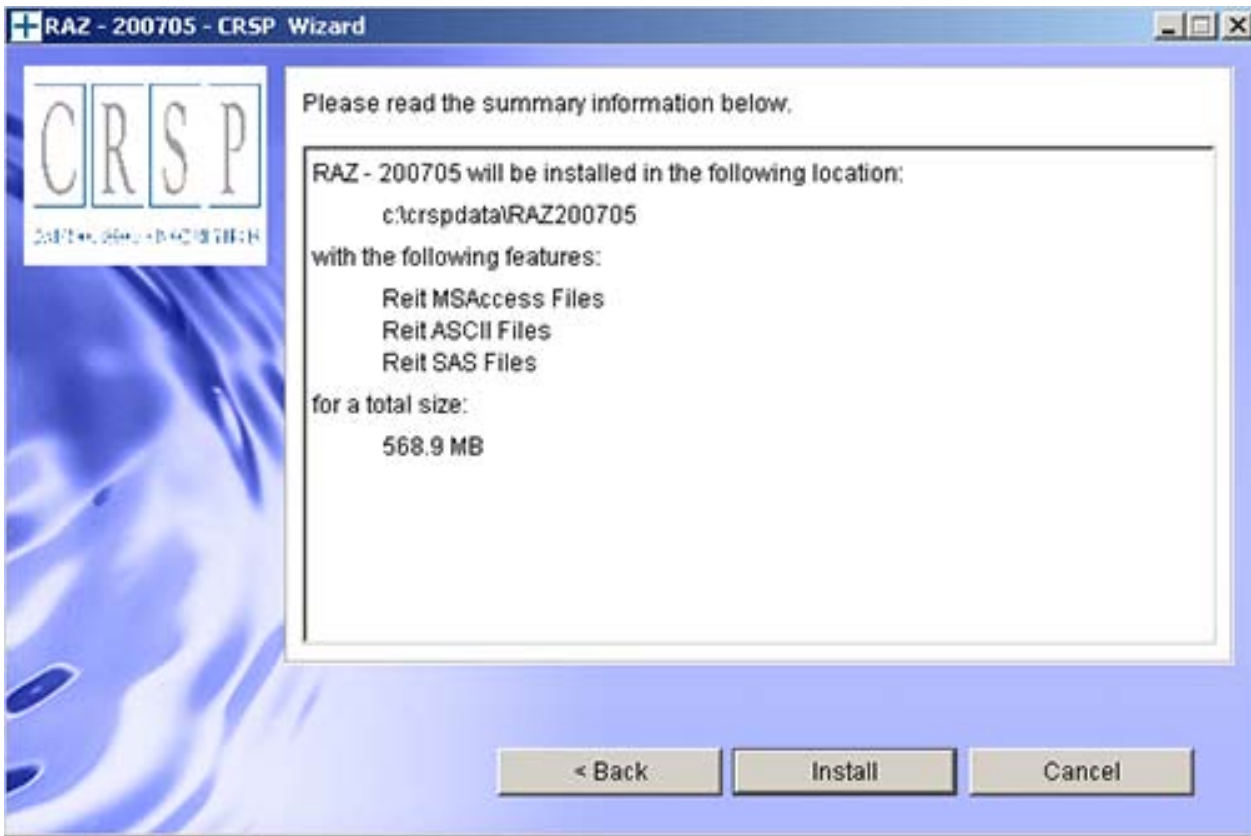 RAZ - 200705 - CRSP Wizard
CRSP
Please read the summary information below.
RAZ - 200705 will be installed in the following location:
c:\crspdata\RAZ200705
with the following features:
Reit MSAccess Files
Reit ASCII Files
Reit SAS Files
for a total size:
568.9 MB
< Back
Install
Cancel